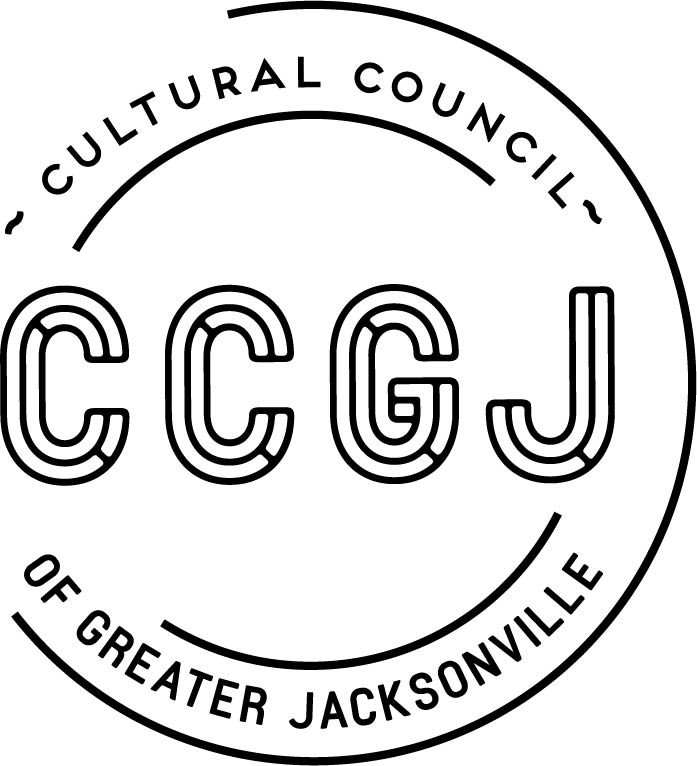 ~ CULTURAL COUNCIL ~
CCGJ
OF GREATER JACKSONVILLE